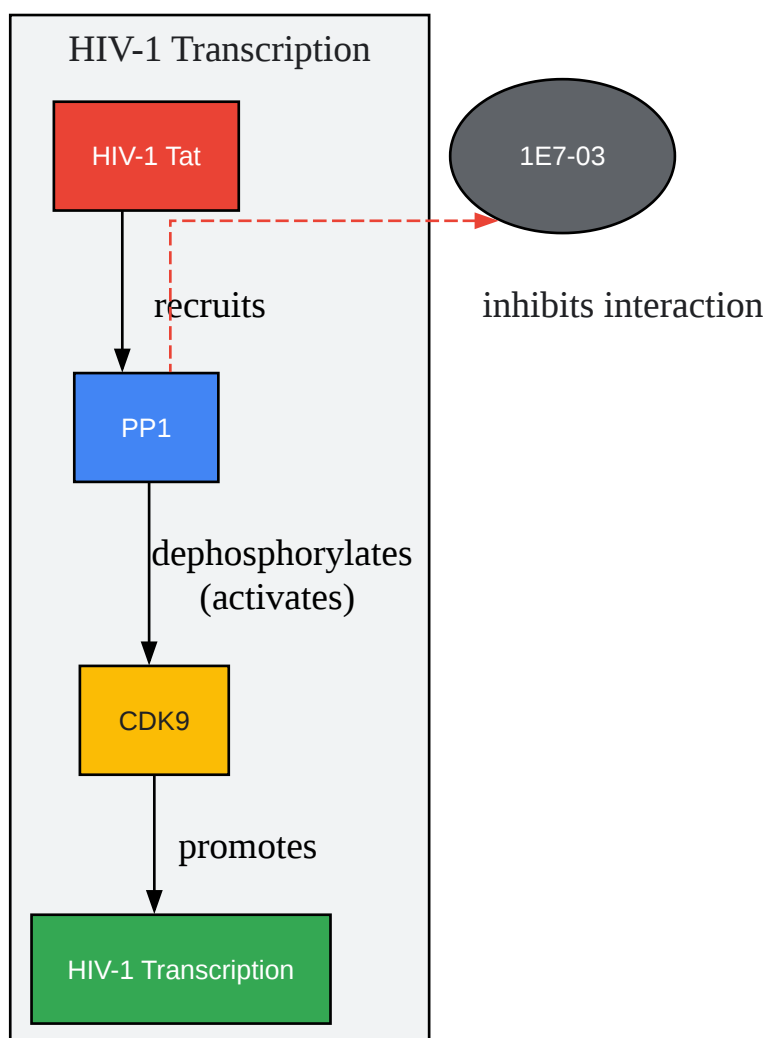 HIV-1 Transcription
HIV-1 Tat
1E7-03
recruits
inhibits interaction
PP1
dephosphorylates
(activates)
CDK9
promotes
HIV-1 Transcription